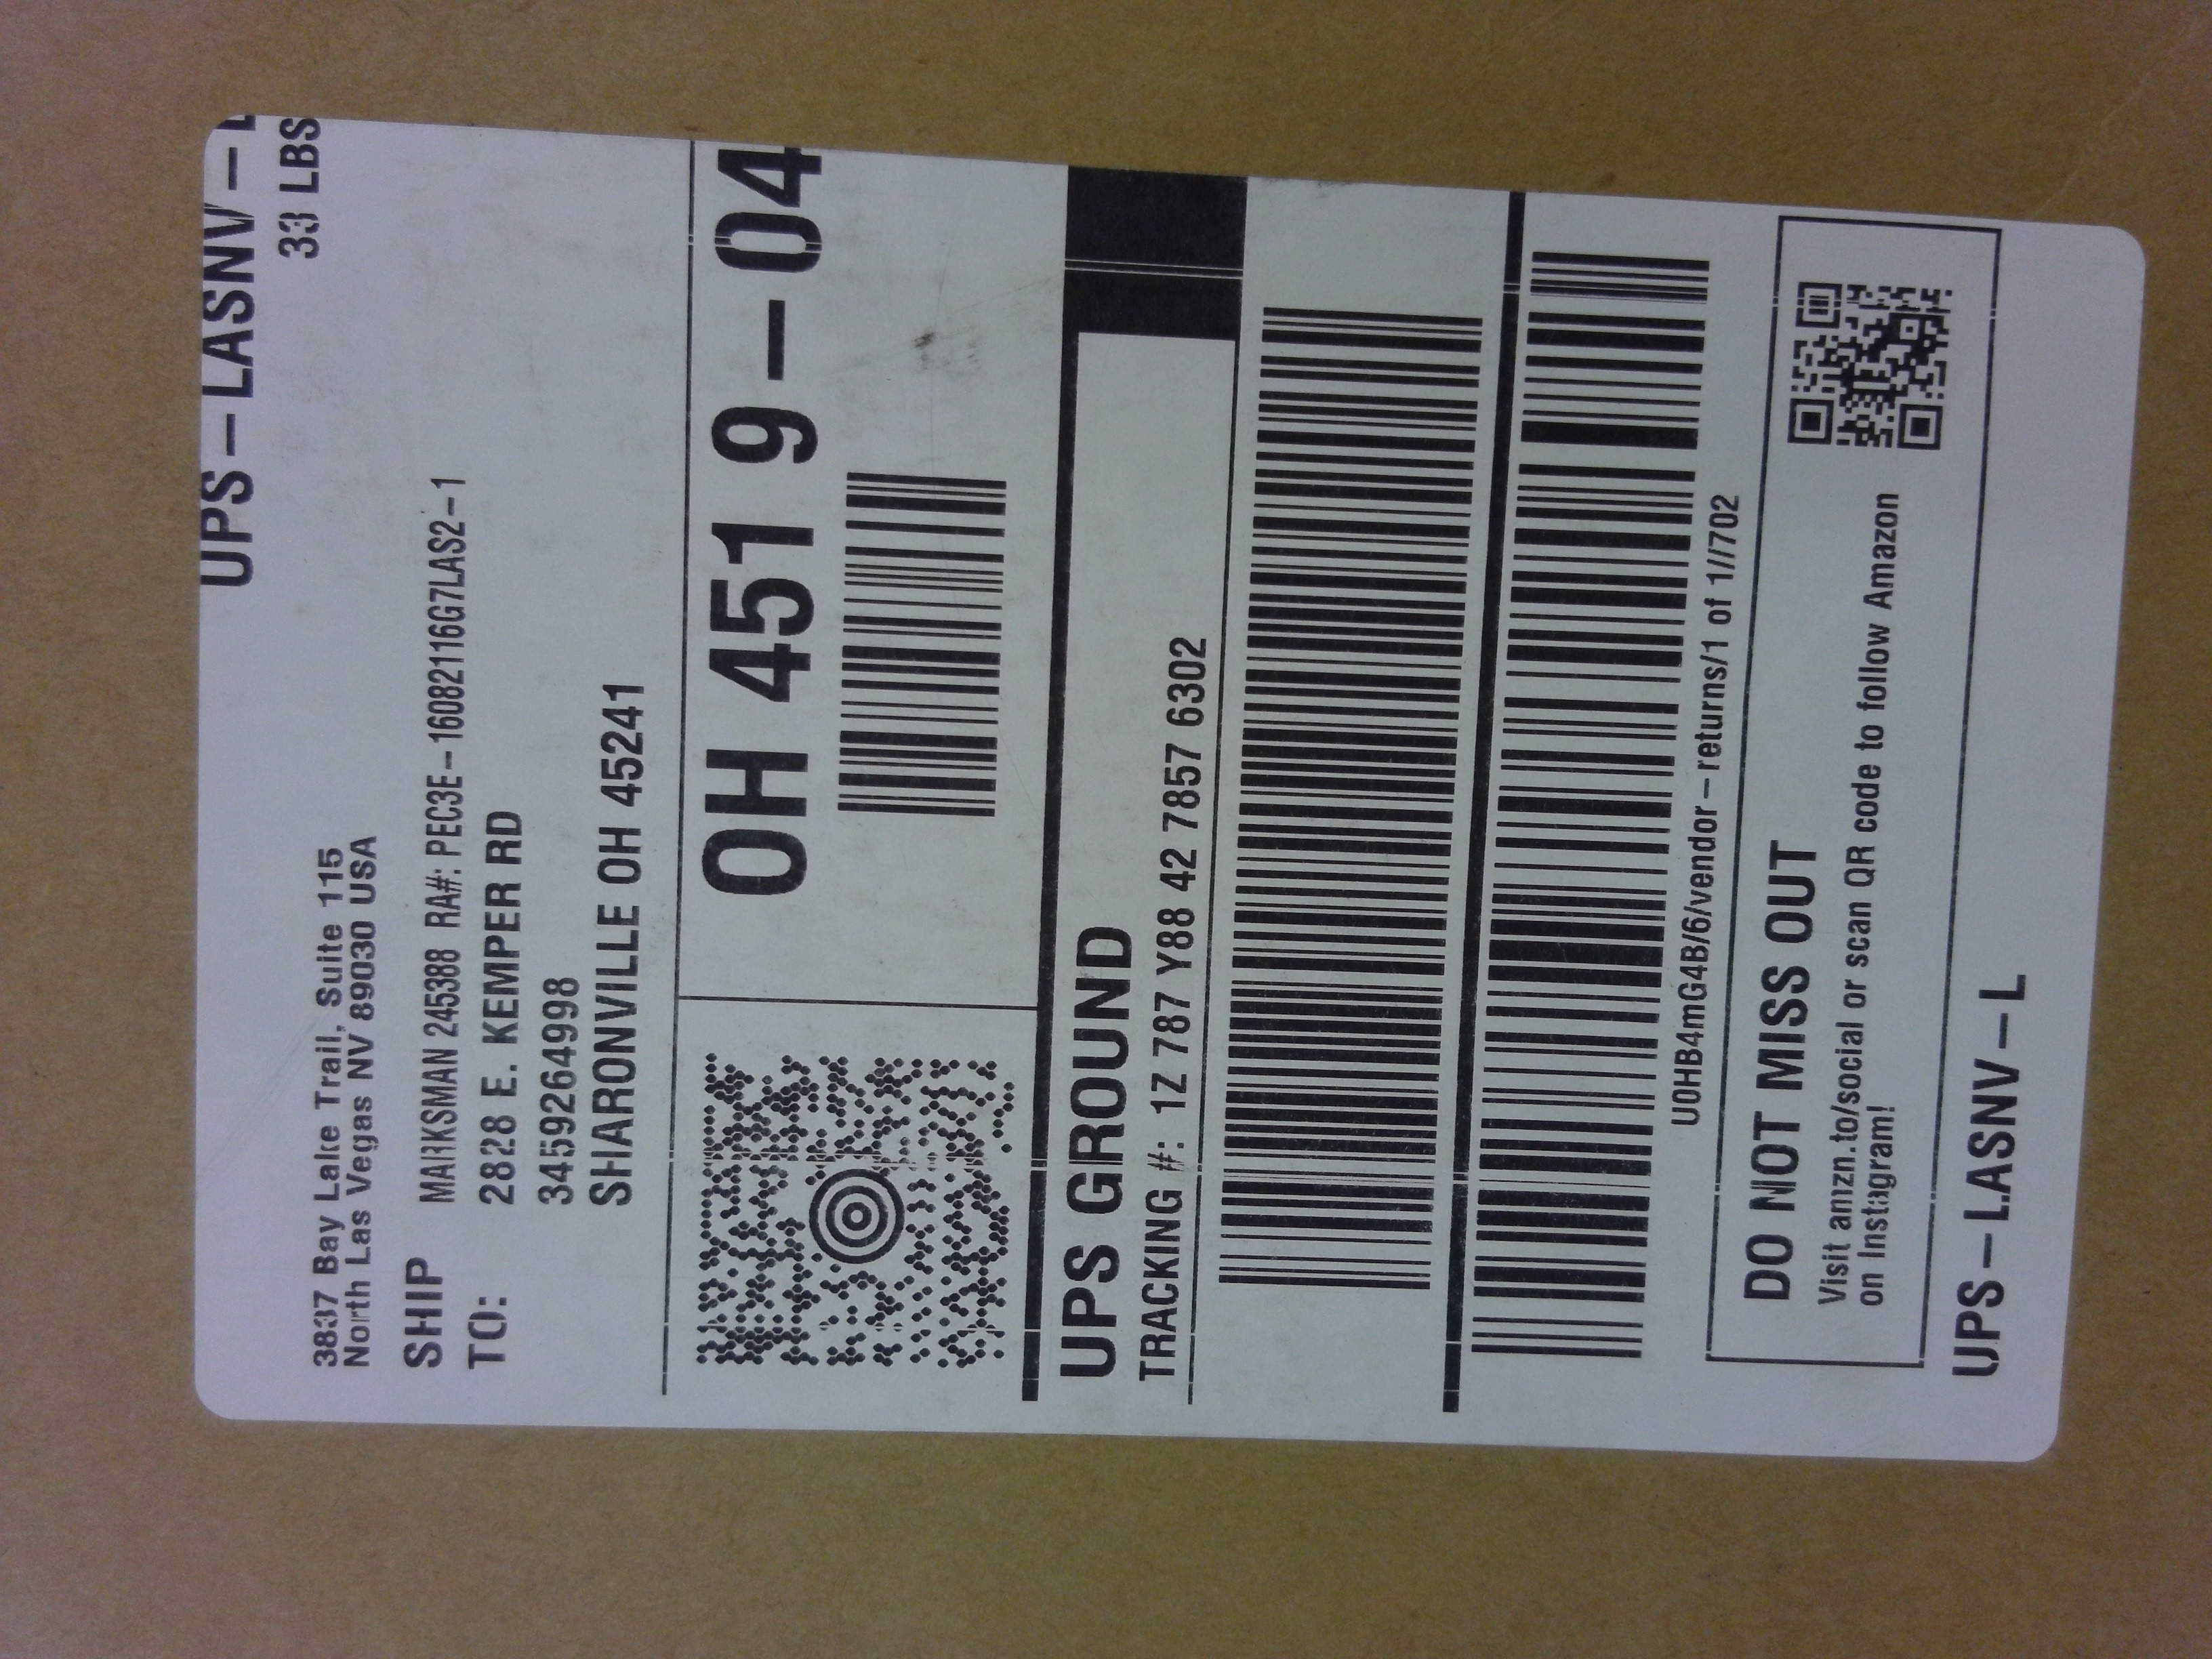 UPS-LASNV-L
33 LBS
3837 Bay Lake Trail, Suite 115
North Las Vegas NV 89030 USA
SHIP
TO:
MARKSMAN 245388 RA#: PEC3E-16082116G7LAS2-1
2828 E. KEMPER RD
3459264998
SHARONVILLE OH 45241
OH 451 9-04
UPS GROUND
TRACKING #: 1Z 787 Y88 42 7857 6302
U0HB4mG4B/6/vendor-returns/1 of 1//702
DO NOT MISS OUT
Visit amzn.to/social or scan QR code to follow Amazon
on Instagram!
UPS-LASNV-L